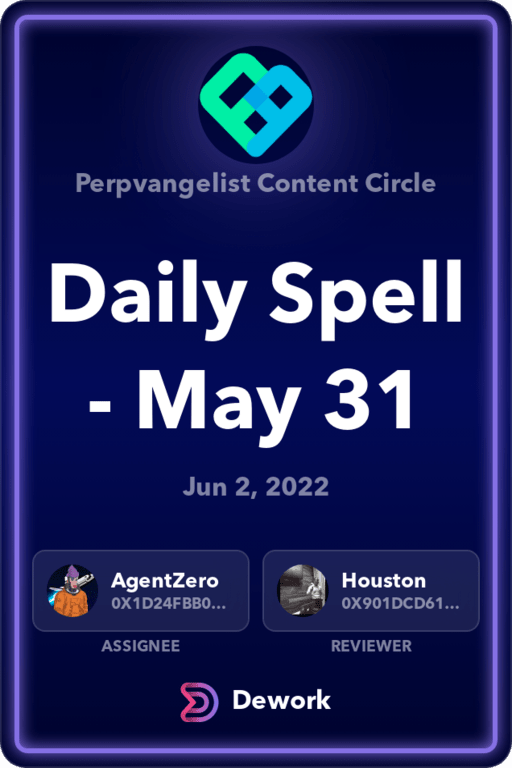 Perpvangelist Content Circle
Daily Spell
- May 31
Jun 2, 2022
AgentZero
0X1D24FBB0...
ASSIGNEE
Houston
0X901DCD61...
REVIEWER
Dework